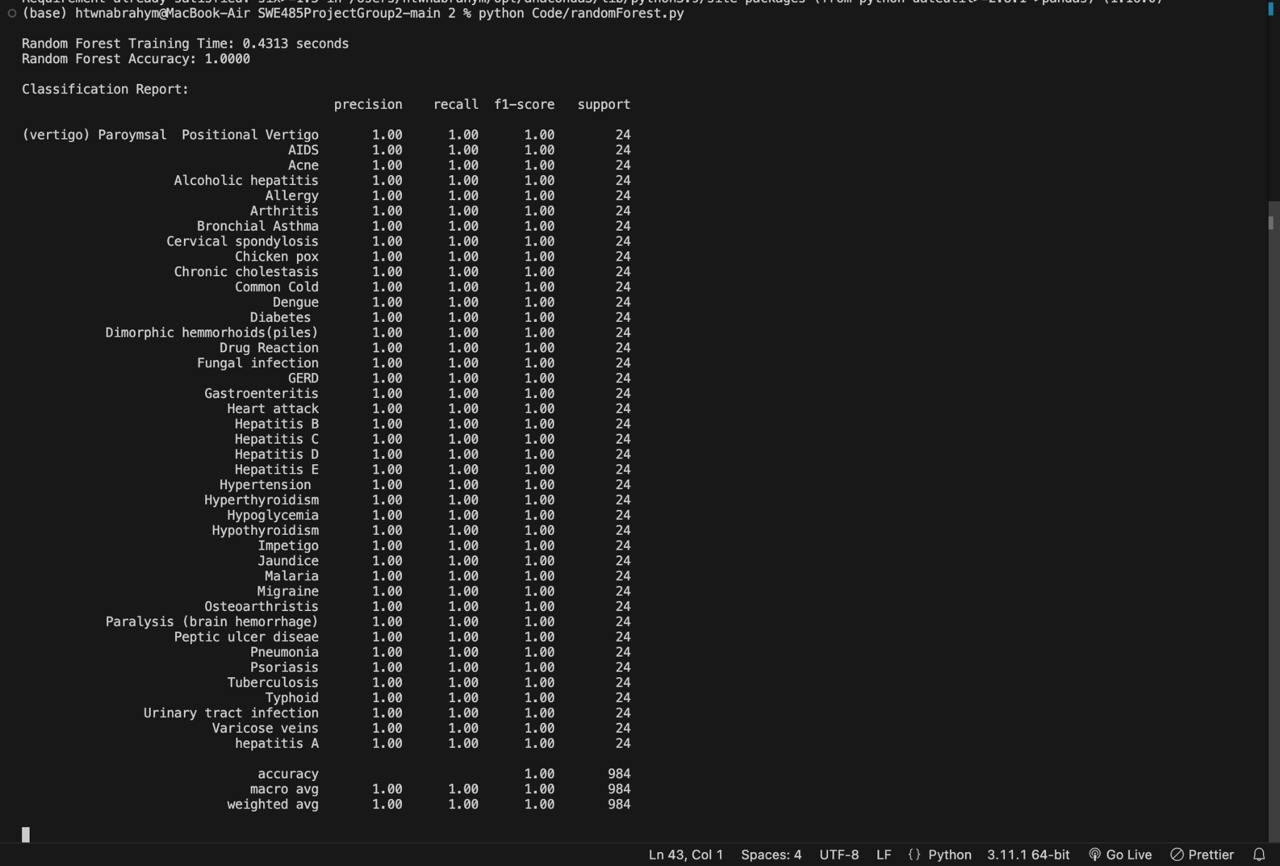 (base) htwnabrahym@MacBook-Air SWE485ProjectGroup2-main 2 % python Code/randomForest.py
Random Forest Training Time: 0.4313 seconds
Random Forest Accuracy: 1.0000
Classification Report:
precision recall f1-score support
(vertigo) Paroymsal  Positional Vertigo 1.00 1.00 1.00 24
AIDS 1.00 1.00 1.00 24
Acne 1.00 1.00 1.00 24
Alcoholic hepatitis 1.00 1.00 1.00 24
Allergy 1.00 1.00 1.00 24
Arthritis 1.00 1.00 1.00 24
Bronchial Asthma 1.00 1.00 1.00 24
Cervical spondylosis 1.00 1.00 1.00 24
Chicken pox 1.00 1.00 1.00 24
Chronic cholestasis 1.00 1.00 1.00 24
Common Cold 1.00 1.00 1.00 24
Dengue 1.00 1.00 1.00 24
Diabetes 1.00 1.00 1.00 24
Dimorphic hemmorhoids(piles) 1.00 1.00 1.00 24
Drug Reaction 1.00 1.00 1.00 24
Fungal infection 1.00 1.00 1.00 24
GERD 1.00 1.00 1.00 24
Gastroenteritis 1.00 1.00 1.00 24
Heart attack 1.00 1.00 1.00 24
Hepatitis B 1.00 1.00 1.00 24
Hepatitis C 1.00 1.00 1.00 24
Hepatitis D 1.00 1.00 1.00 24
Hepatitis E 1.00 1.00 1.00 24
Hypertension 1.00 1.00 1.00 24
Hyperthyroidism 1.00 1.00 1.00 24
Hypoglycemia 1.00 1.00 1.00 24
Hypothyroidism 1.00 1.00 1.00 24
Impetigo 1.00 1.00 1.00 24
Jaundice 1.00 1.00 1.00 24
Malaria 1.00 1.00 1.00 24
Migraine 1.00 1.00 1.00 24
Osteoarthristis 1.00 1.00 1.00 24
Paralysis (brain hemorrhage) 1.00 1.00 1.00 24
Peptic ulcer diseae 1.00 1.00 1.00 24
Pneumonia 1.00 1.00 1.00 24
Psoriasis 1.00 1.00 1.00 24
Tuberculosis 1.00 1.00 1.00 24
Typhoid 1.00 1.00 1.00 24
Urinary tract infection 1.00 1.00 1.00 24
Varicose veins 1.00 1.00 1.00 24
hepatitis A 1.00 1.00 1.00 24
accuracy 1.00 984
macro avg 1.00 1.00 1.00 984
weighted avg 1.00 1.00 1.00 984
Ln 43, Col 1 Spaces: 4 UTF-8 LF {} Python 3.11.1 64-bit Go Live Prettier